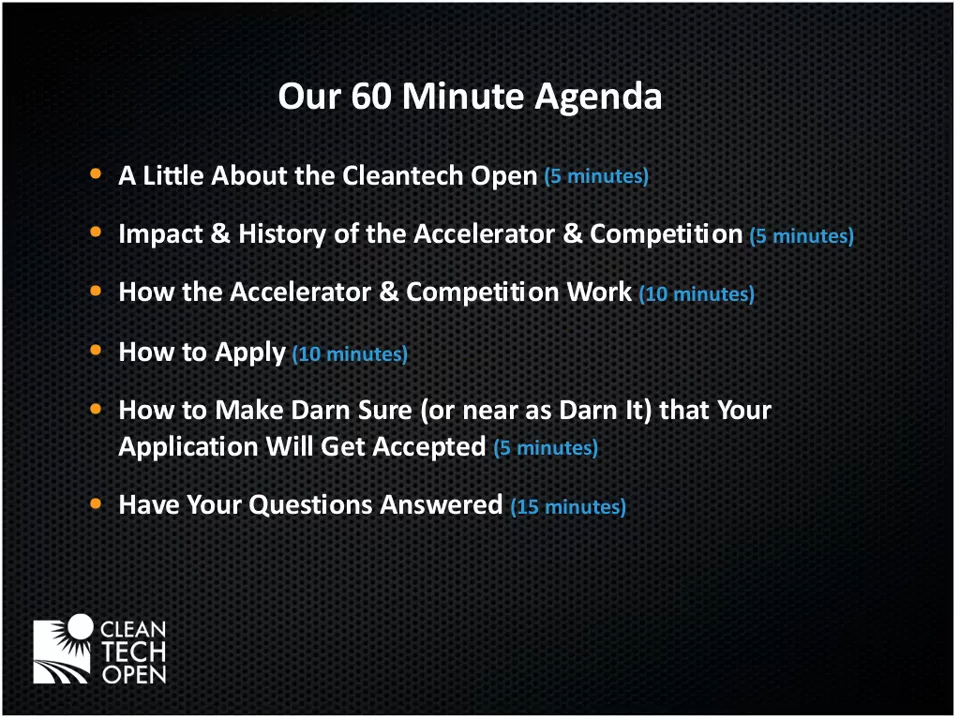 Our 60 Minute Agenda
• A Little About the Cleantech Open (5 minutes)
• Impact & History of the Accelerator & Competition (5 minutes)
• How the Accelerator & Competition Work (10 minutes)
• How to Apply (10 minutes)
• How to Make Darn Sure (or near as Darn It) that Your
Application Will Get Accepted (5 minutes)
• Have Your Questions Answered (15 minutes)
CLEAN
TECH
OPEN